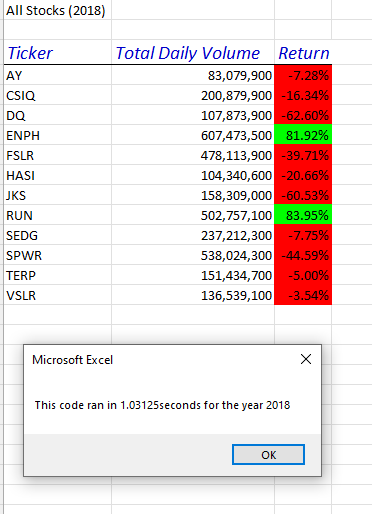 All Stocks (2018)
Ticker Total Daily Volume Return
AY 83,079,900 -7.28%
CSIQ 200,879,900 -16.34%
DQ 107,873,900 -62.60%
ENPH 607,473,500 81.92%
FSLR 478,113,900 -39.71%
HASI 104,340,600 -20.66%
JKS 158,309,000 -60.53%
RUN 502,757,100 83.95%
SEDG 237,212,300 -7.75%
SPWR 538,024,300 -44.59%
TERP 151,434,700 -5.00%
VSLR 136,539,100 -3.54%
Microsoft Excel
This code ran in 1.03125seconds for the year 2018
OK